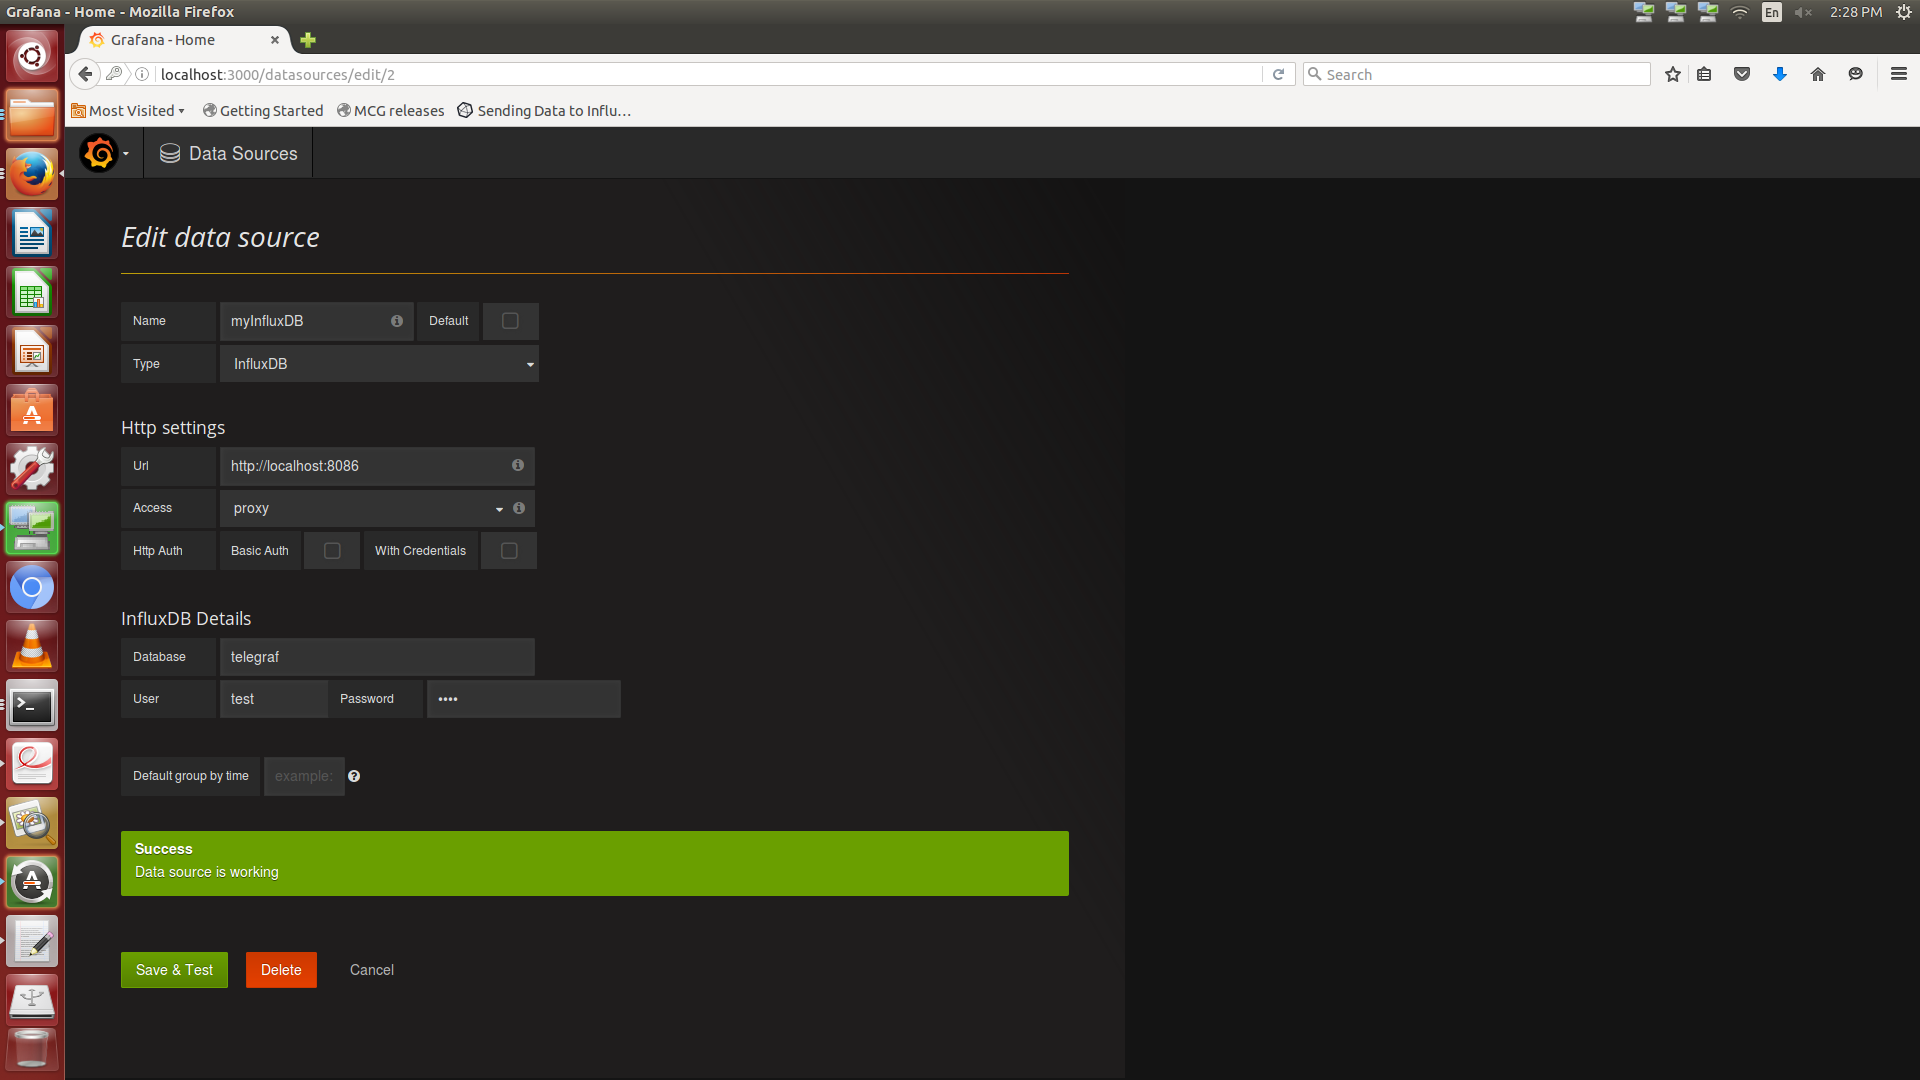 Grafana - Home - Mozilla Firefox
En
2:28 PM
Grafana - Home
localhost:3000/datasources/edit/2
Search
Most Visited
Getting Started
MCG releases
Sending Data to Influ...
Data Sources
Edit data source
Name myInfluxDB Default
Type InfluxDB
Http settings
Url http://localhost:8086
Access proxy
Http Auth Basic Auth With Credentials
InfluxDB Details
Database telegraf
User test Password ••••
Default group by time example:
Success
Data source is working
Save & Test Delete Cancel